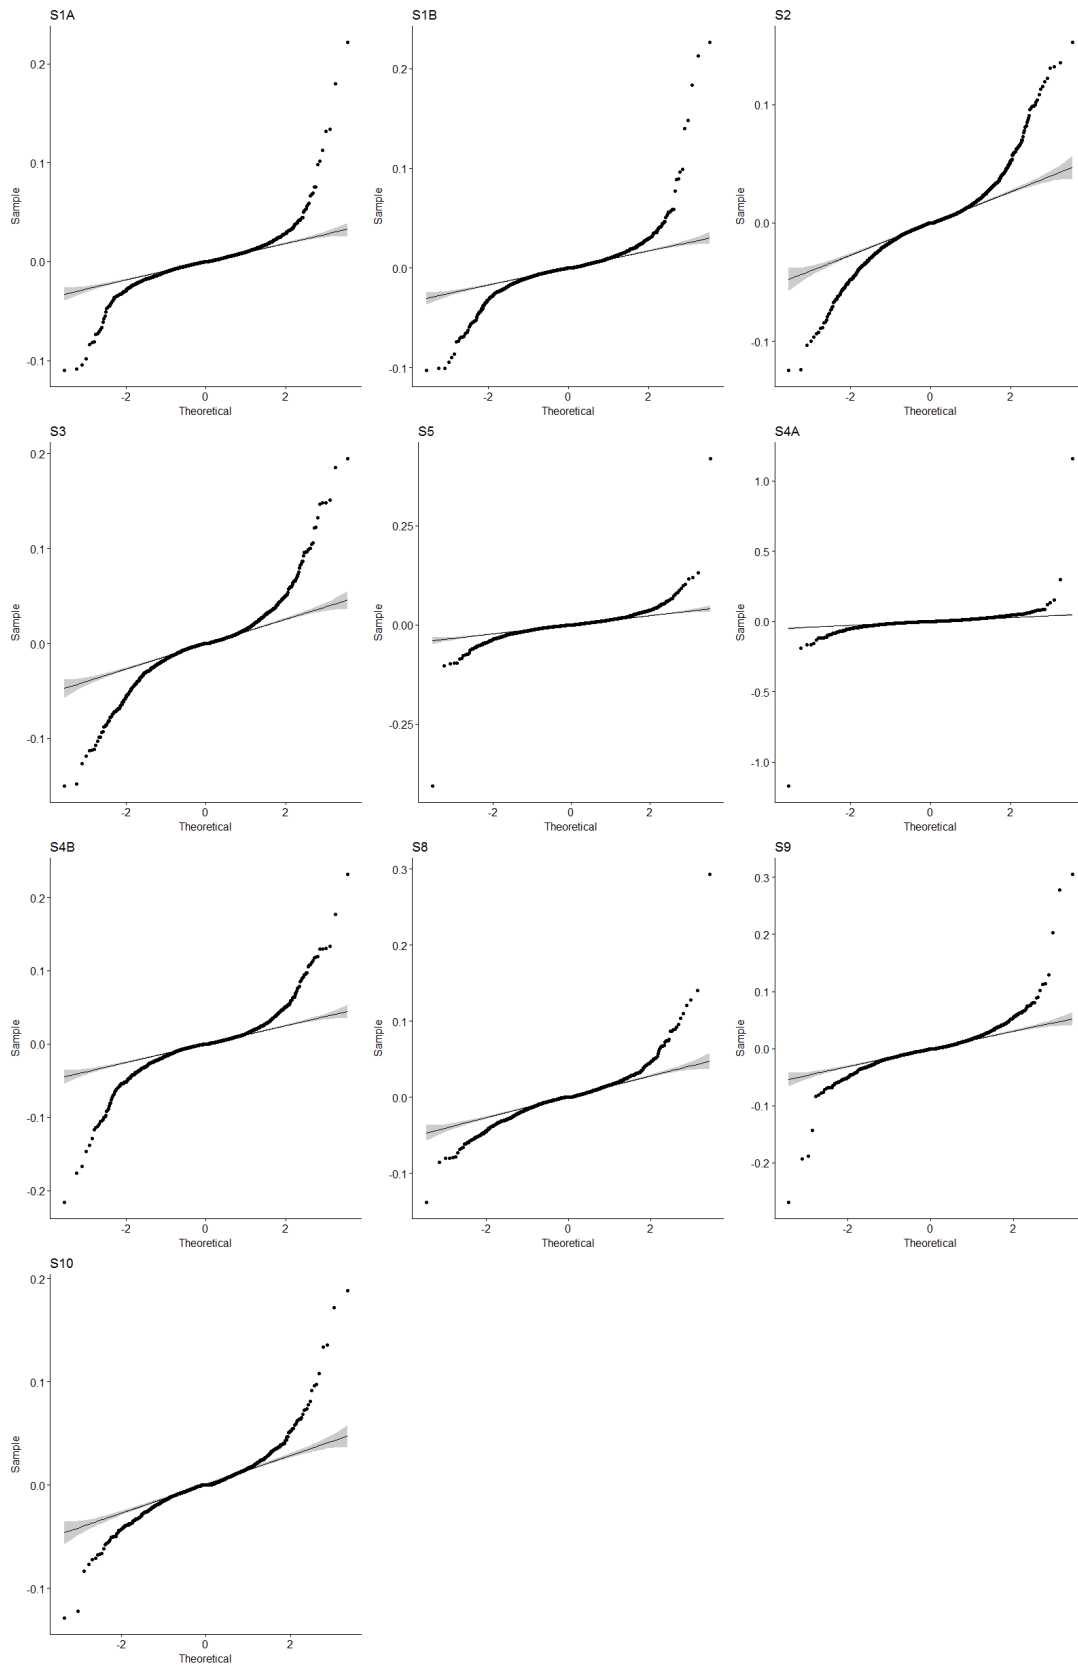 S1A
S1B
S2
0.2
0.1
0.0
-0.1
Sample
-2
0
2
Theoretical
0.2
0.1
0.0
-0.1
Sample
-2
0
2
Theoretical
0.1
0.0
-0.1
Sample
-2
0
2
Theoretical
S3
S5
S4A
0.2
0.1
0.0
-0.1
Sample
-2
0
2
Theoretical
0.25
0.00
-0.25
Sample
-2
0
2
Theoretical
1.0
0.5
0.0
-0.5
-1.0
Sample
-2
0
2
Theoretical
S4B
S8
S9
0.2
0.1
0.0
-0.1
-0.2
Sample
-2
0
2
Theoretical
0.3
0.2
0.1
0.0
-0.1
Sample
-2
0
2
Theoretical
0.3
0.2
0.1
0.0
-0.1
-0.2
Sample
-2
0
2
Theoretical
S10
0.2
0.1
0.0
-0.1
Sample
-2
0
2
Theoretical